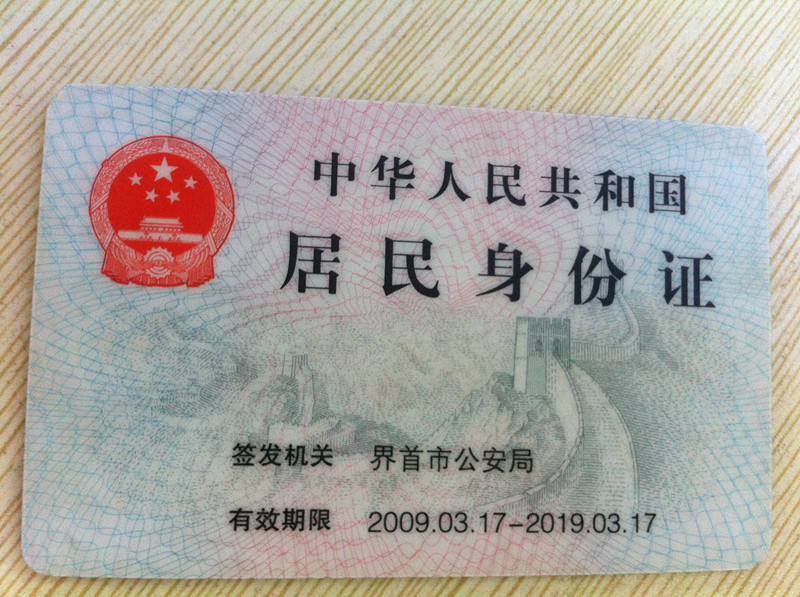 中华人民共和国
居民身份证
签发机关 界首市公安局
有效期限 2009.03.17-2019.03.17